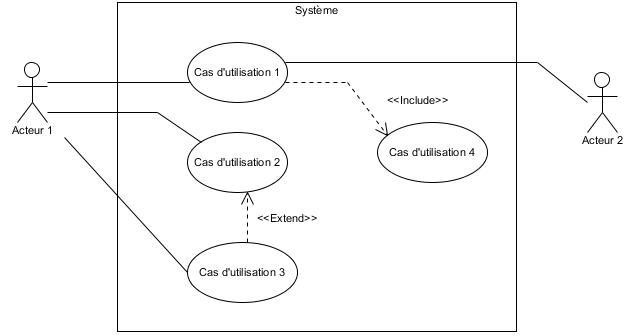 Système
Cas d'utilisation 1
Acteur 1
<<Include>>
Acteur 2
Cas d'utilisation 2
Cas d'utilisation 4
<<Extend>>
Cas d'utilisation 3